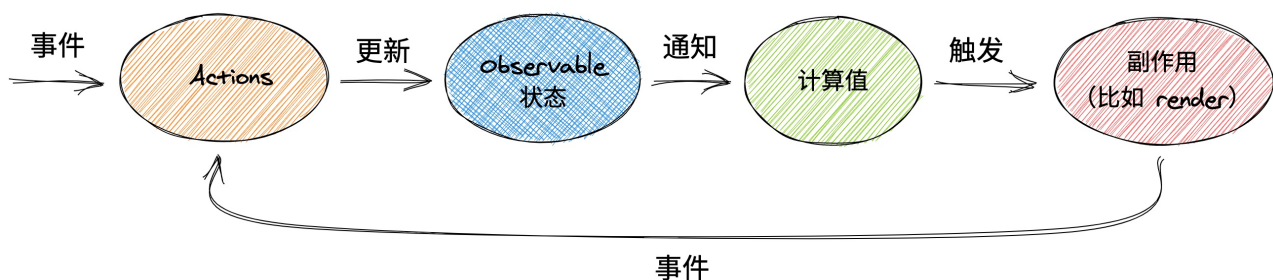 事件
Actions
更新
Observable
状态
通知
计算值
触发
副作用
（比如 render）
事件